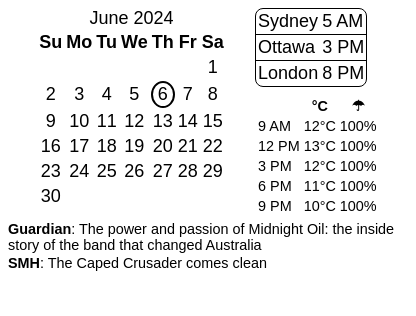 June 2024
Su Mo Tu We Th Fr Sa
1
2 3 4 5 6 7 8
9 10 11 12 13 14 15
16 17 18 19 20 21 22
23 24 25 26 27 28 29
30
Sydney 5 AM
Ottawa 3 PM
London 8 PM
°C ☂
9 AM 12°C 100%
12 PM 13°C 100%
3 PM 12°C 100%
6 PM 11°C 100%
9 PM 10°C 100%
Guardian: The power and passion of Midnight Oil: the inside
story of the band that changed Australia
SMH: The Caped Crusader comes clean